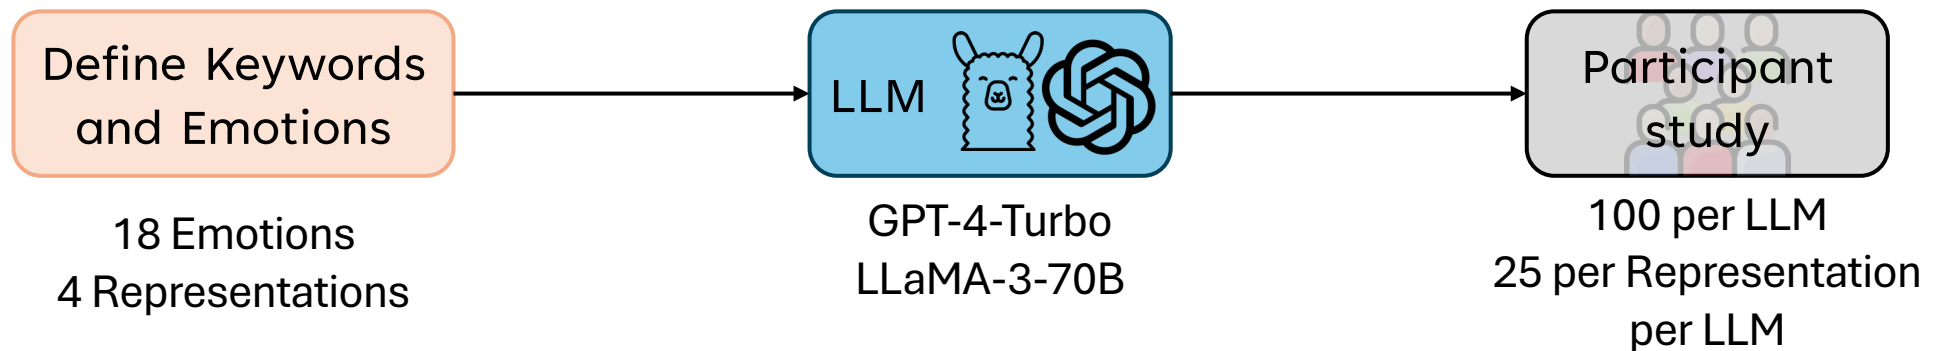 Define Keywords
and Emotions
18 Emotions
4 Representations
LLM
GPT-4-Turbo
LLaMA-3-70B
Participant
study
100 per LLM
25 per Representation
per LLM